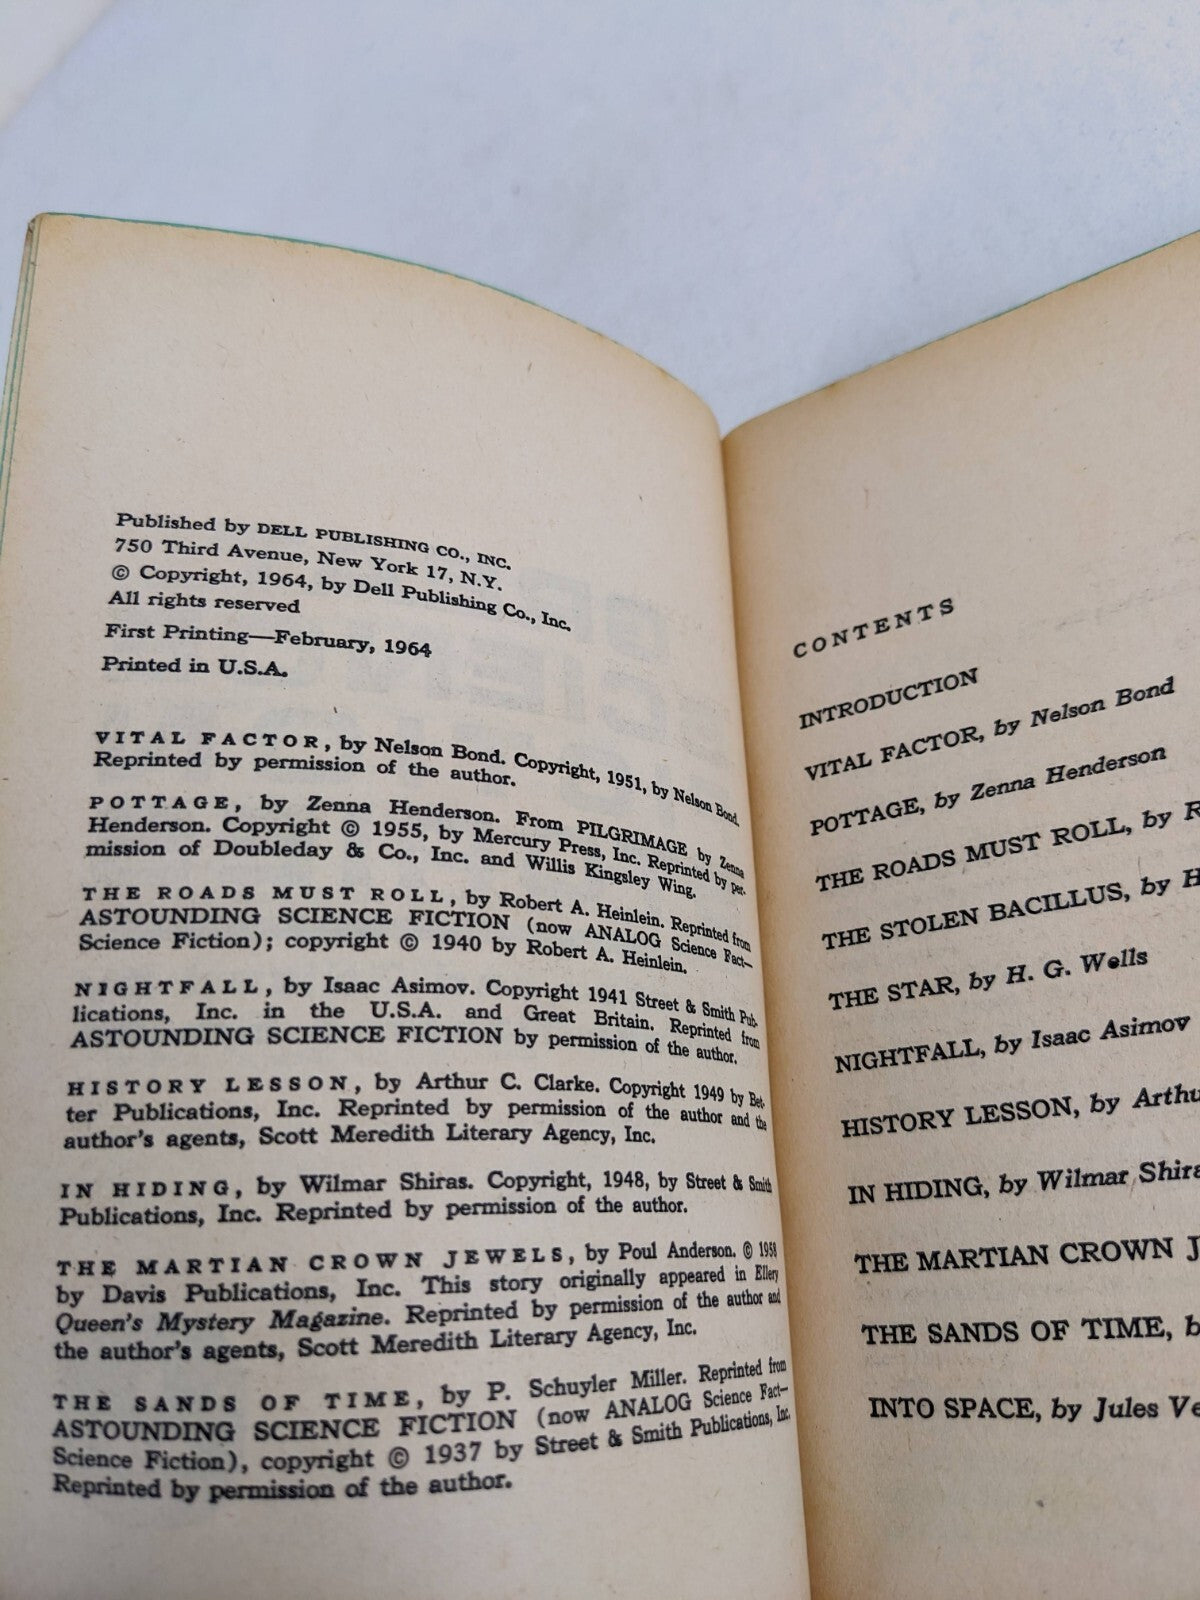 Published by DELL PUBLISHING CO., INC.
750 Third Avenue, New York 17, N.Y.
© Copyright, 1964, by Dell Publishing Co., Inc.
All rights reserved
First Printing—February, 1964
Printed in U.S.A.
VITAL FACTOR, by Nelson Bond. Copyright, 1951, by Nelson Bond.
Reprinted by permission of the author.
POTTAGE, by Zenna Henderson. From PILGRIMAGE by Zenna
Henderson. Copyright © 1955, by Mercury Press, Inc. Reprinted by per-
mission of Doubleday & Co., Inc. and Willis Kingsley Wing.
THE ROADS MUST ROLL, by Robert A. Heinlein. Reprinted from
ASTOUNDING SCIENCE FICTION (now ANALOG Science Fact—
Science Fiction); copyright © 1940 by Robert A. Heinlein.
NIGHTFALL, by Isaac Asimov. Copyright 1941 Street & Smith Pub-
lications, Inc. in the U.S.A. and Great Britain. Reprinted from
ASTOUNDING SCIENCE FICTION by permission of the author.
HISTORY LESSON, by Arthur C. Clarke. Copyright 1949 by Bet-
ter Publications, Inc. Reprinted by permission of the author and the
author's agents, Scott Meredith Literary Agency, Inc.
IN HIDING, by Wilmar Shiras. Copyright, 1948, by Street & Smith
Publications, Inc. Reprinted by permission of the author.
THE MARTIAN CROWN JEWELS, by Poul Anderson. © 1958
by Davis Publications, Inc. This story originally appeared in Ellery
Queen's Mystery Magazine. Reprinted by permission of the author and
the author's agents, Scott Meredith Literary Agency, Inc.
THE SANDS OF TIME, by P. Schuyler Miller. Reprinted from
ASTOUNDING SCIENCE FICTION (now ANALOG Science Fact—
Science Fiction), copyright © 1937 by Street & Smith Publications, Inc.
Reprinted by permission of the author.
CONTENTS
INTRODUCTION
VITAL FACTOR, by Nelson Bond
POTTAGE, by Zenna Henderson
THE ROADS MUST ROLL, by R
THE STOLEN BACILLUS, by H
THE STAR, by H. G. Wells
NIGHTFALL, by Isaac Asimov
HISTORY LESSON, by Arthu
IN HIDING, by Wilmar Shira
THE MARTIAN CROWN J
THE SANDS OF TIME, b
INTO SPACE, by Jules Ve